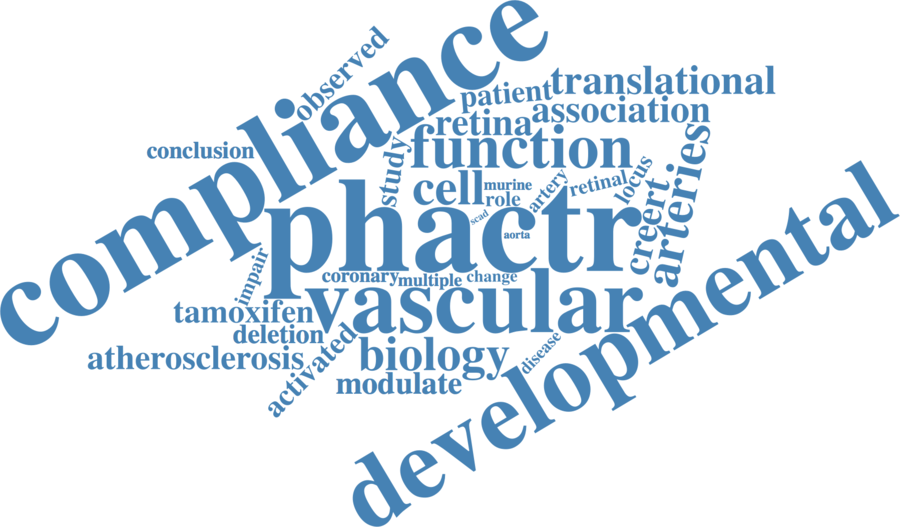 compliance
observed
translational
patient
association
retina
conclusion
function
study
arteries
cell
murine
retinal
locus
role
artery
creert
scad
phactr
aorta
developmental
impair
coronary
multiple
change
vascular
tamoxifen
deletion
activated
disease
atherosclerosis
biology
modulate